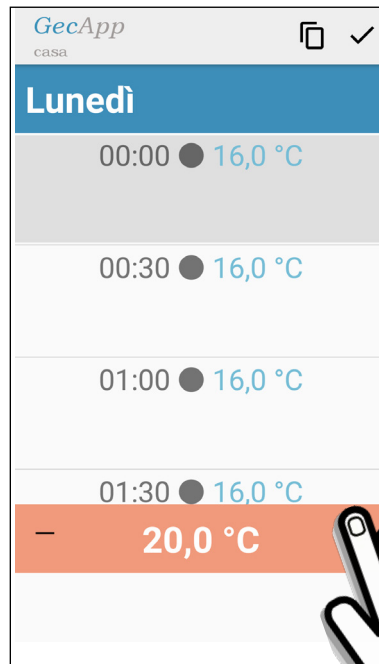 GecApp
casa
Lunedì
00:00 16,0 °C
00:30 16,0 °C
01:00 16,0 °C
01:30 16,0 °C
− 20,0 °C